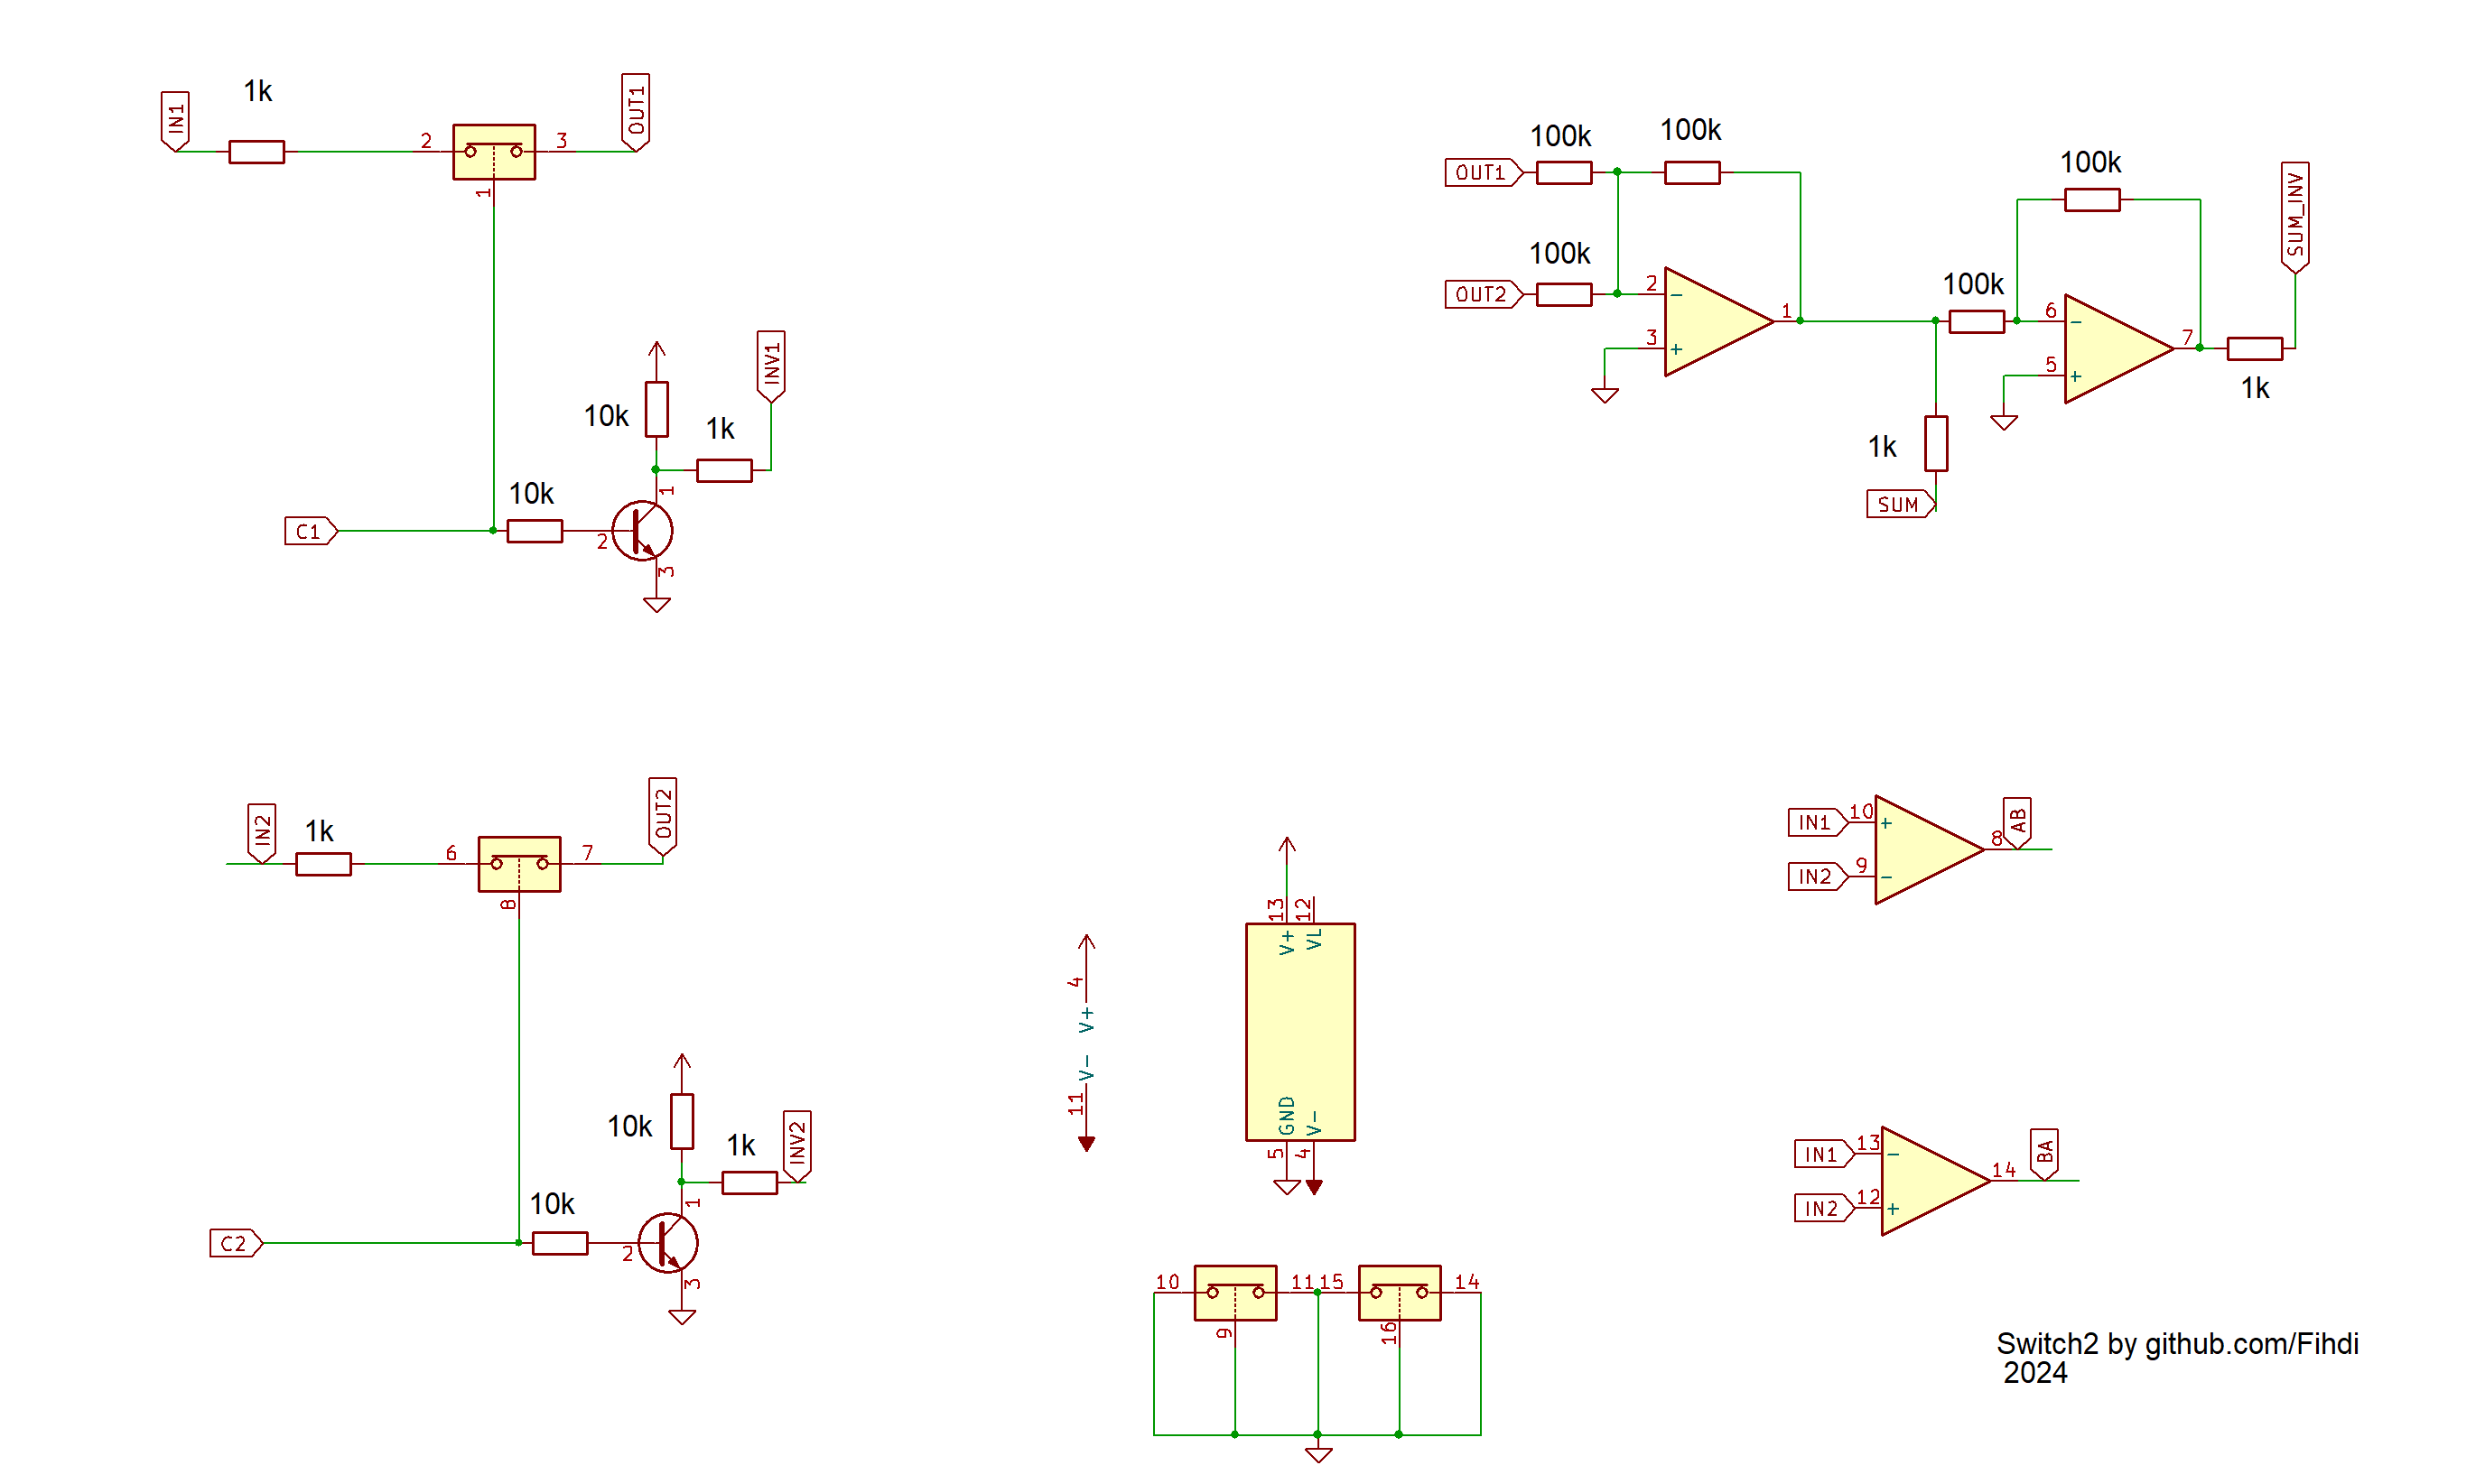 IN1
1k
2
3
OUT1
1
10k
1k
INV1
C1
10k
2
1
3
OUT1
100k
100k
OUT2
100k
2
3
1
100k
100k
6
5
7
SUM_INV
1k
1k
SUM
IN2
1k
6
7
OUT2
8
10k
1k
INV2
C2
10k
2
1
3
4
V+
V-
11
13
12
V+
VL
GND
V-
5
4
10
11
15
14
9
16
IN1
10
IN2
9
8
AB
IN1
13
IN2
12
14
BA
Switch2 by github.com/Fihdi
2024